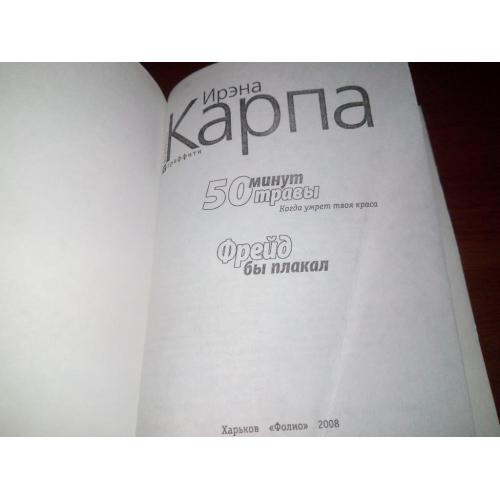 Ирэна
Карпа
граффити
50 минут
травы
Когда умрет твоя краса
Фрейд
бы плакал
Харьков «Фолио» 2008